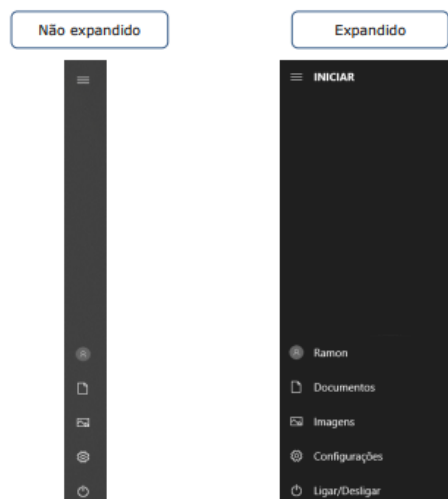 Não expandido
Expandido
INICIAR
Ramon
Documentos
Imagens
Configurações
Ligar/Desligar